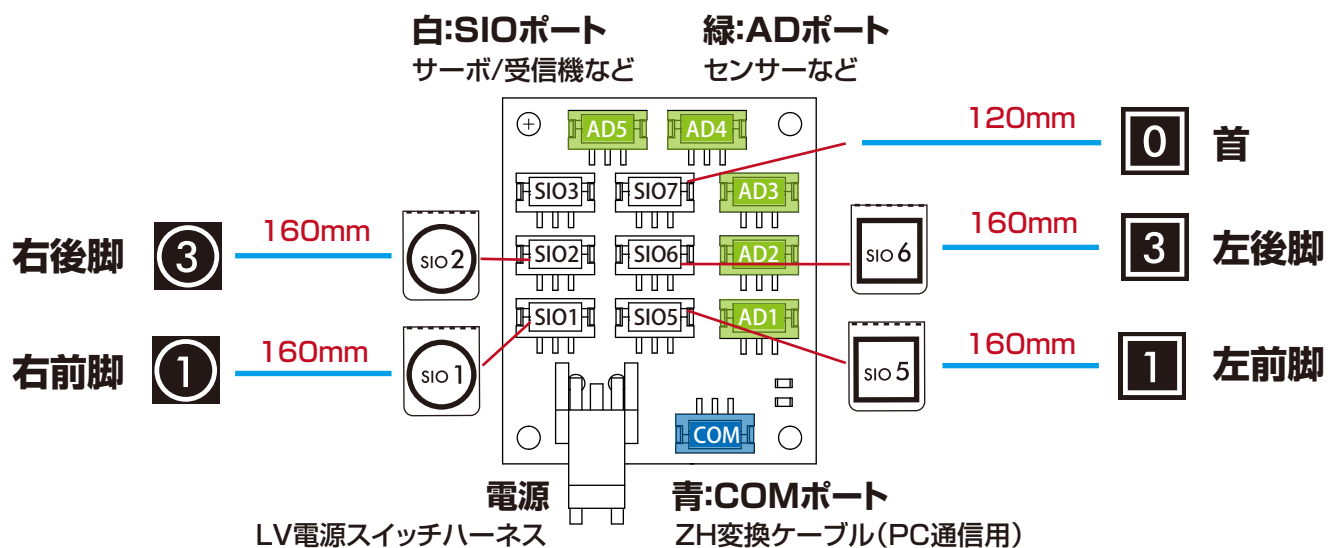 白:SIOポート
サーボ/受信機など
緑:ADポート
センサーなど
AD5
AD4
120mm
0
首
SIO3
SIO7
AD3
右後脚
3
160mm
SIO 2
SIO2
SIO6
AD2
SIO 6
160mm
3
左後脚
右前脚
1
160mm
SIO 1
SIO1
SIO5
AD1
SIO 5
160mm
1
左前脚
COM
電源
LV電源スイッチハーネス
青:COMポート
ZH変換ケーブル(PC通信用)